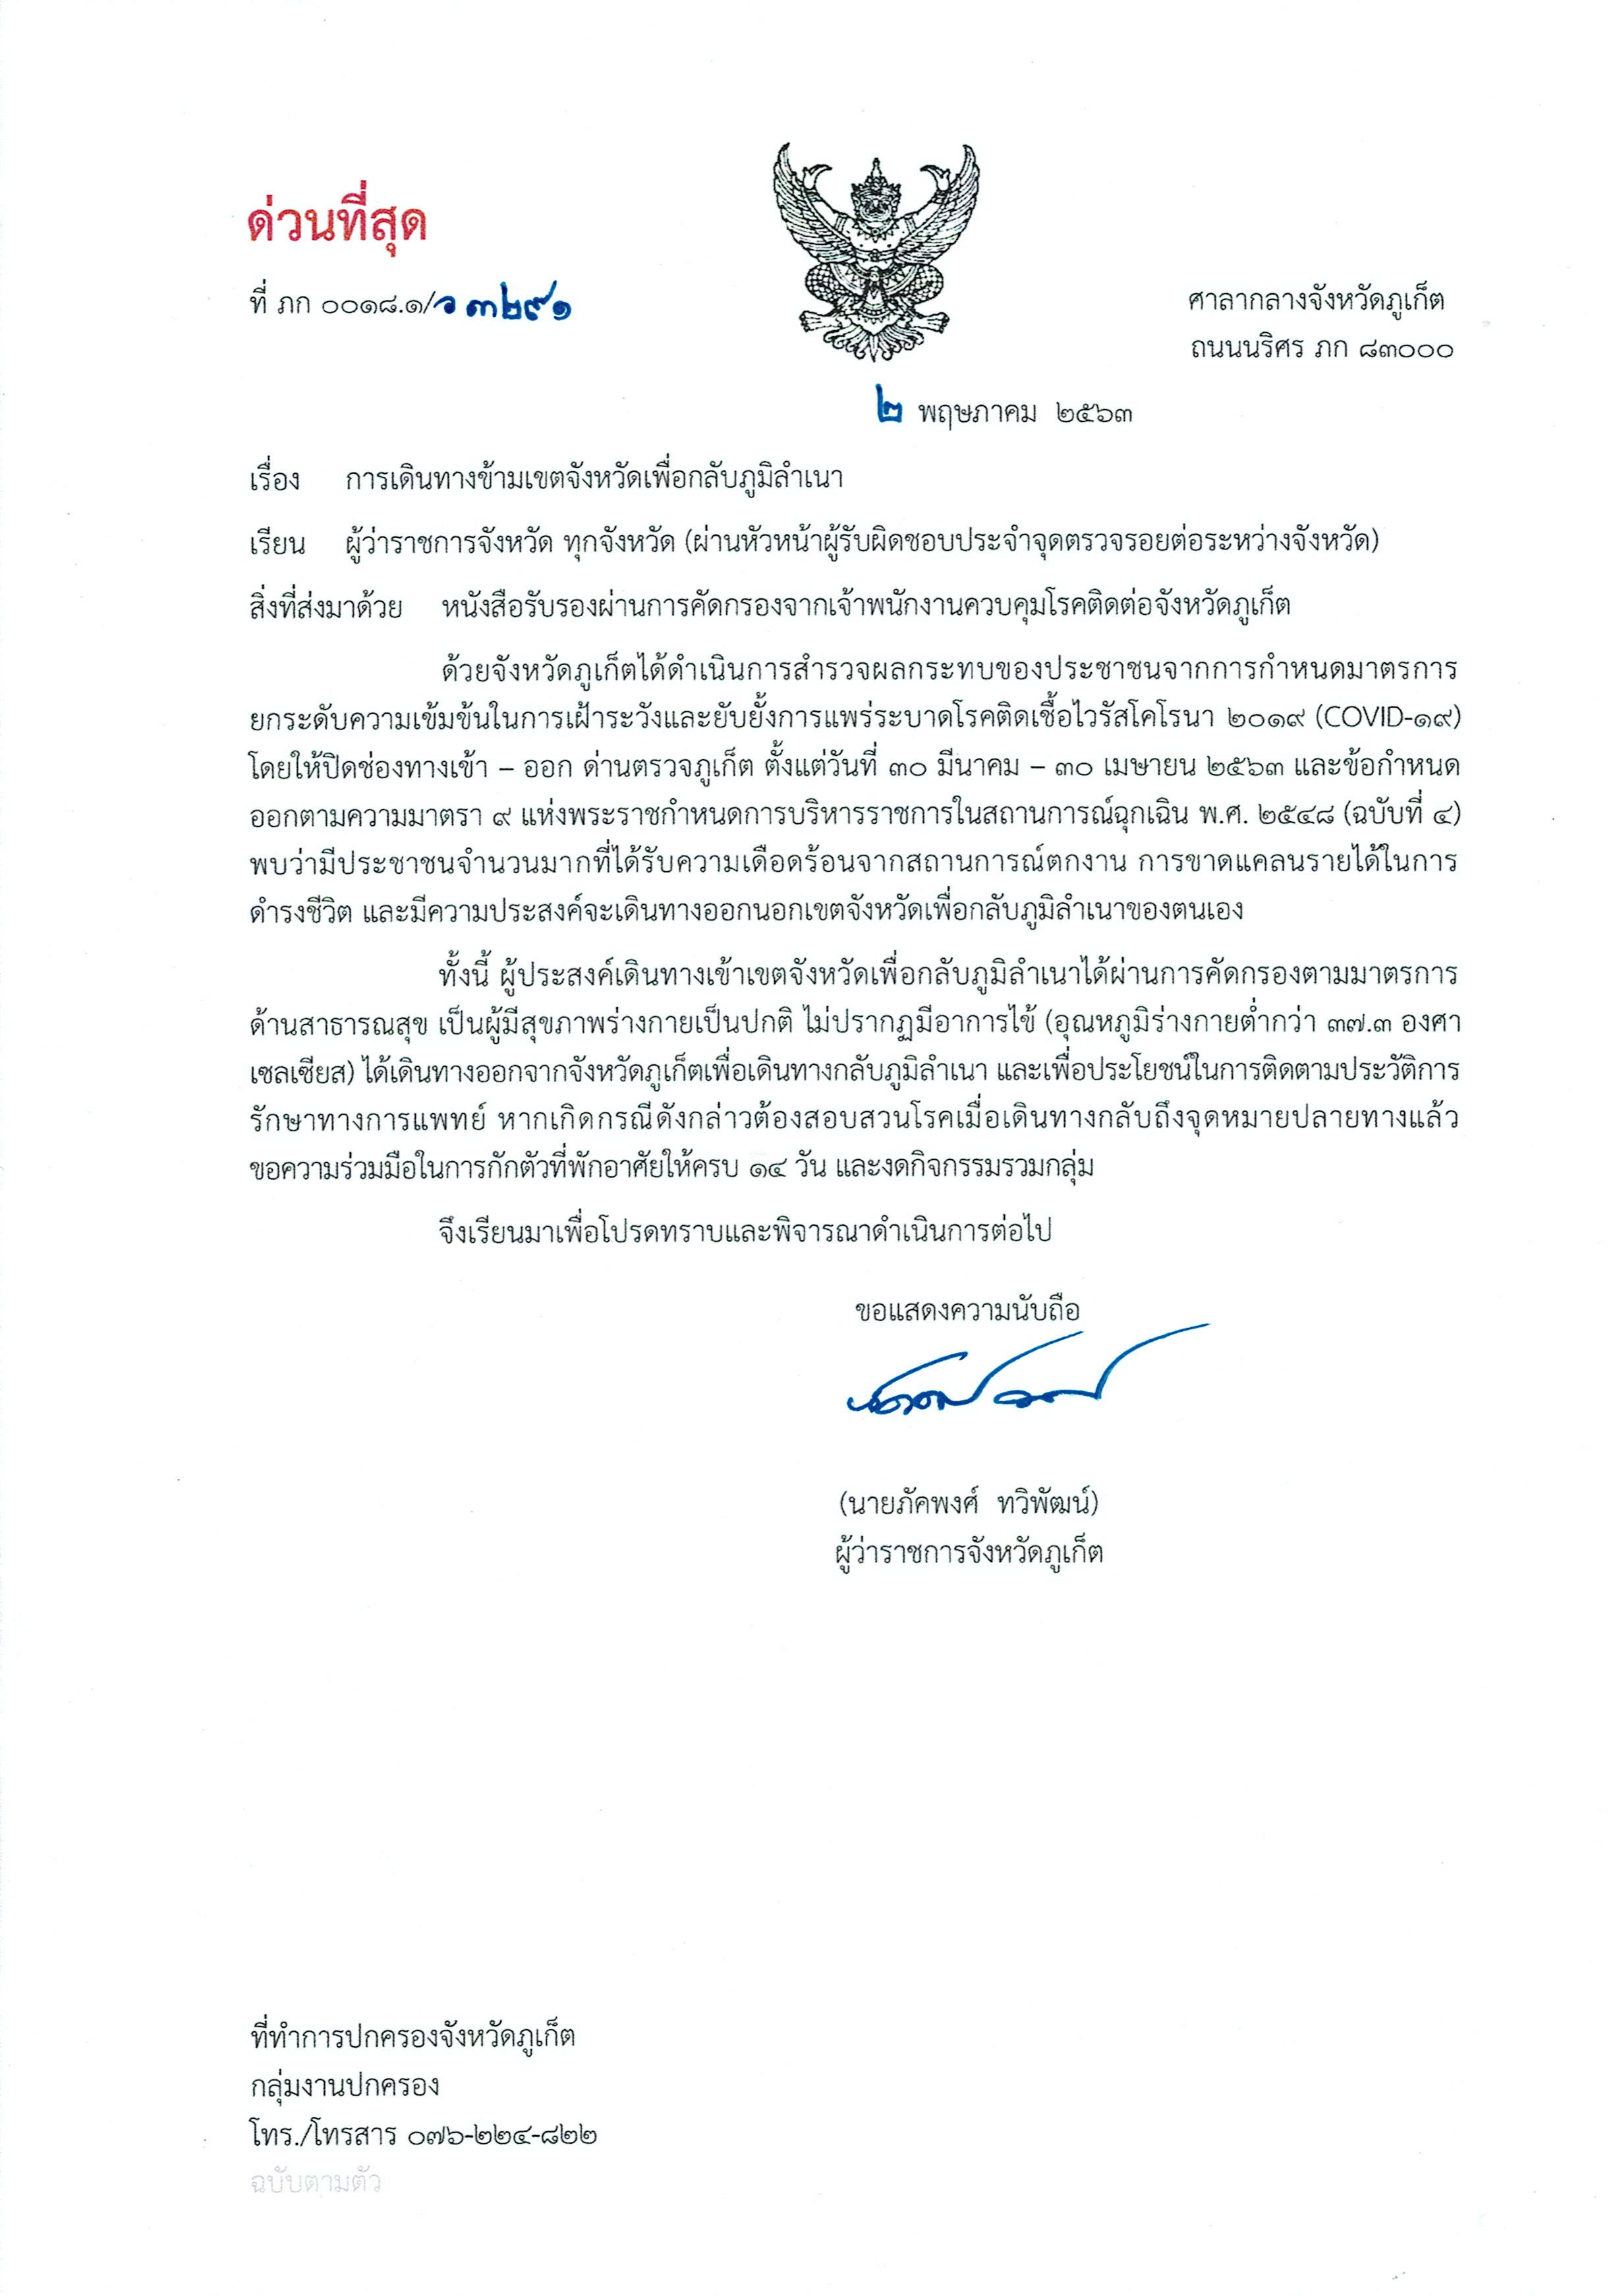 ด่วนที่สุด
ที่ ภก ๐๐๑๘.๑/ว ๓๒๙๑
ศาลากลางจังหวัดภูเก็ต
ถนนนริศร ภก ๘๓๐๐๐
๒ พฤษภาคม ๒๕๖๓
เรื่อง การเดินทางข้ามเขตจังหวัดเพื่อกลับภูมิลำเนา
เรียน ผู้ว่าราชการจังหวัด ทุกจังหวัด (ผ่านหัวหน้าผู้รับผิดชอบประจำจุดตรวจรอยต่อระหว่างจังหวัด)
สิ่งที่ส่งมาด้วย หนังสือรับรองผ่านการคัดกรองจากเจ้าพนักงานควบคุมโรคติดต่อจังหวัดภูเก็ต
ด้วยจังหวัดภูเก็ตได้ดำเนินการสำรวจผลกระทบของประชาชนจากการกำหนดมาตรการ
ยกระดับความเข้มข้นในการเฝ้าระวังและยับยั้งการแพร่ระบาดโรคติดเชื้อไวรัสโคโรนา ๒๐๑๙ (COVID-๑๙)
โดยให้ปิดช่องทางเข้า – ออก ด่านตรวจภูเก็ต ตั้งแต่วันที่ ๓๐ มีนาคม – ๓๐ เมษายน ๒๕๖๓ และข้อกำหนด
ออกตามความมาตรา ๙ แห่งพระราชกำหนดการบริหารราชการในสถานการณ์ฉุกเฉิน พ.ศ. ๒๕๔๘ (ฉบับที่ ๔)
พบว่ามีประชาชนจำนวนมากที่ได้รับความเดือดร้อนจากสถานการณ์ตกงาน การขาดแคลนรายได้ในการ
ดำรงชีวิต และมีความประสงค์จะเดินทางออกนอกเขตจังหวัดเพื่อกลับภูมิลำเนาของตนเอง
ทั้งนี้ ผู้ประสงค์เดินทางเข้าเขตจังหวัดเพื่อกลับภูมิลำเนาได้ผ่านการคัดกรองตามมาตรการ
ด้านสาธารณสุข เป็นผู้มีสุขภาพร่างกายเป็นปกติ ไม่ปรากฏมีอาการไข้ (อุณหภูมิร่างกายต่ำกว่า ๓๗.๓ องศา
เซลเซียส) ได้เดินทางออกจากจังหวัดภูเก็ตเพื่อเดินทางกลับภูมิลำเนา และเพื่อประโยชน์ในการติดตามประวัติการ
รักษาทางการแพทย์ หากเกิดกรณีดังกล่าวต้องสอบสวนโรคเมื่อเดินทางกลับถึงจุดหมายปลายทางแล้ว
ขอความร่วมมือในการกักตัวที่พักอาศัยให้ครบ ๑๔ วัน และงดกิจกรรมรวมกลุ่ม
จึงเรียนมาเพื่อโปรดทราบและพิจารณาดำเนินการต่อไป
ขอแสดงความนับถือ
(นายภัคพงศ์ ทวิพัฒน์)
ผู้ว่าราชการจังหวัดภูเก็ต
ที่ทำการปกครองจังหวัดภูเก็ต
กลุ่มงานปกครอง
โทร./โทรสาร ๐๗๖-๒๒๔-๘๒๒
ฉบับตามตัว